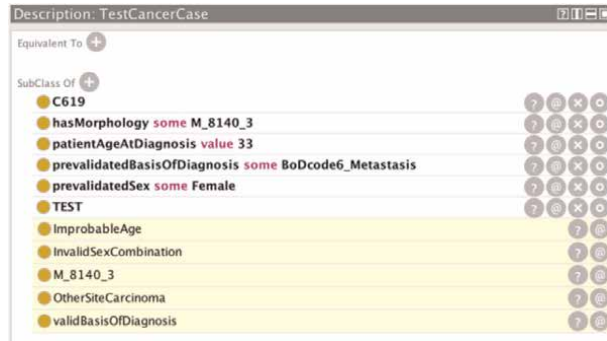 Description: TestCancerCase
Equivalent To
SubClass Of
C619
hasMorphology some M_8140_3
patientAgeAtDiagnosis value 33
prevalidatedBasisOfDiagnosis some BoDcode6_Metastasis
prevalidatedSex some Female
TEST
ImprobableAge
InvalidSexCombination
M_8140_3
OtherSiteCarcinoma
validBasisOfDiagnosis